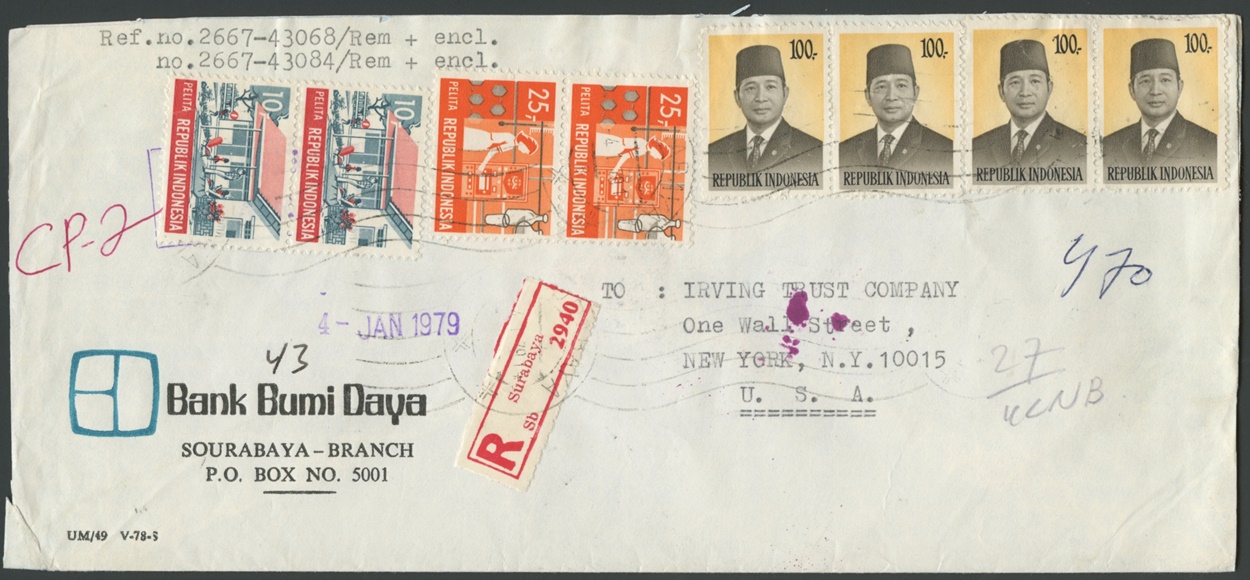 Ref.no.2667-43068/Rem + encl.
no.2667-43084/Rem + encl.
10
PELITA REPUBLIK INDONESIA
10
PELITA REPUBLIK INDONESIA
25,-
PELITA REPUBLIK INDONESIA
25,-
PELITA REPUBLIK INDONESIA
100,-
REPUBLIK INDONESIA
100,-
REPUBLIK INDONESIA
100,-
REPUBLIK INDONESIA
100,-
REPUBLIK INDONESIA
CP-2
TO : IRVING TRUST COMPANY
One Wall Street ,
NEW YORK, N.Y. 10015
U. S. A.
4 - JAN 1979
R Sb Surabaya 2940
43
Bank Bumi Daya
SOURABAYA - BRANCH
P.O. BOX NO. 5001
27
UM/49 V-78-S